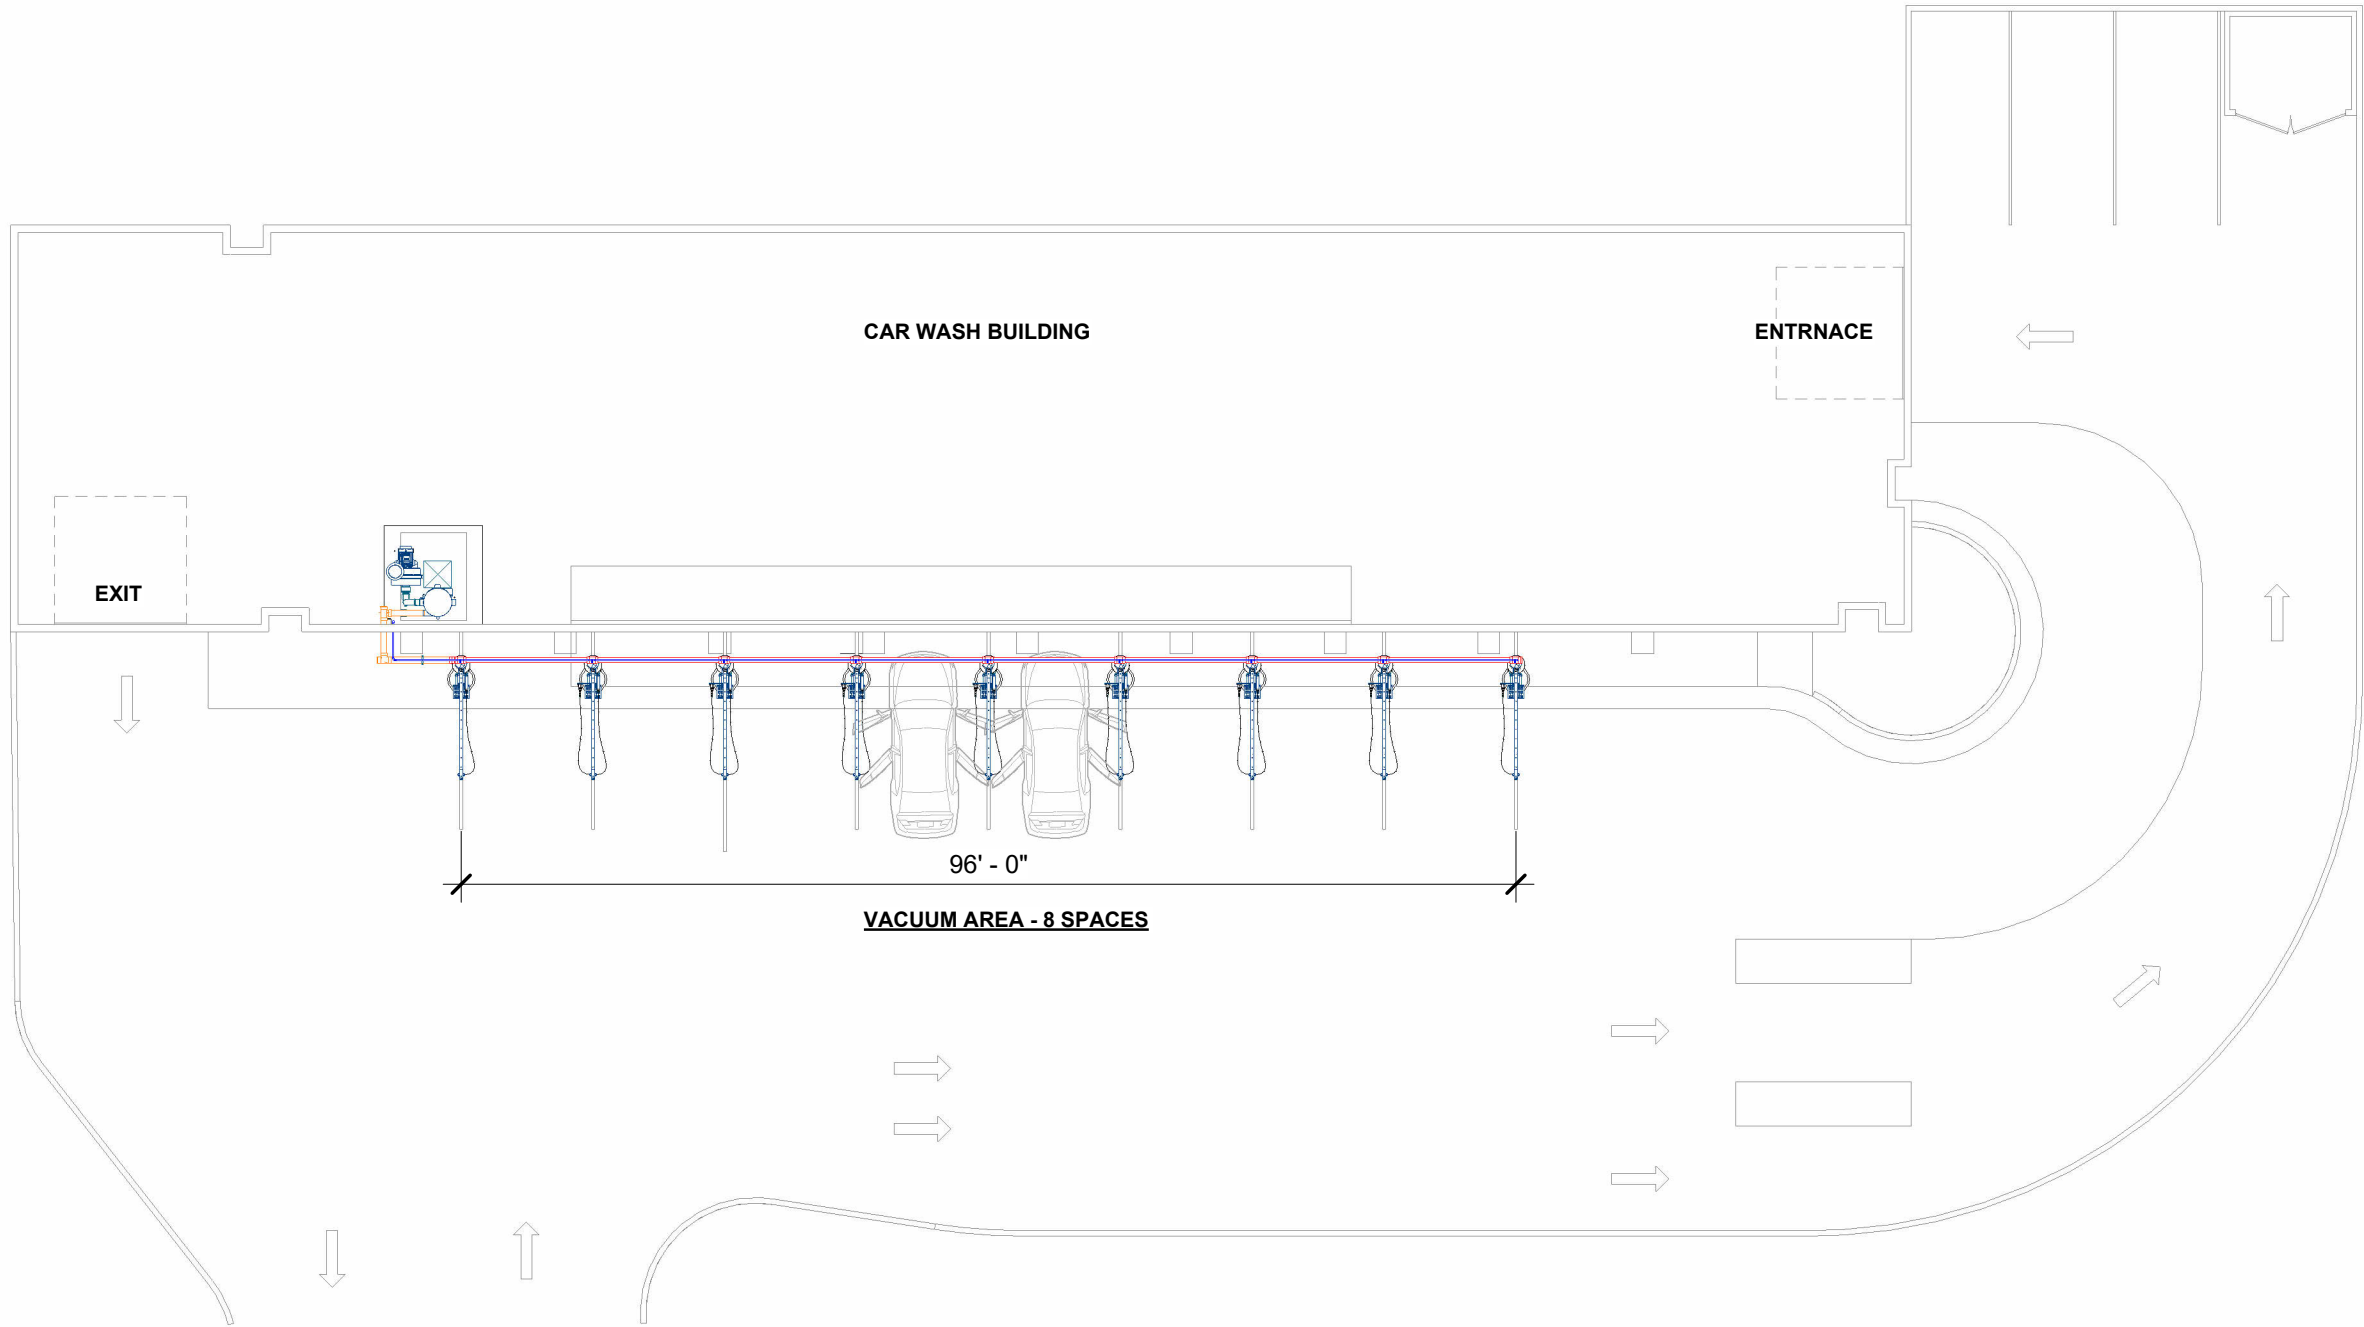 CAR WASH BUILDING
ENTRNACE
EXIT
96' - 0"
VACUUM AREA - 8 SPACES